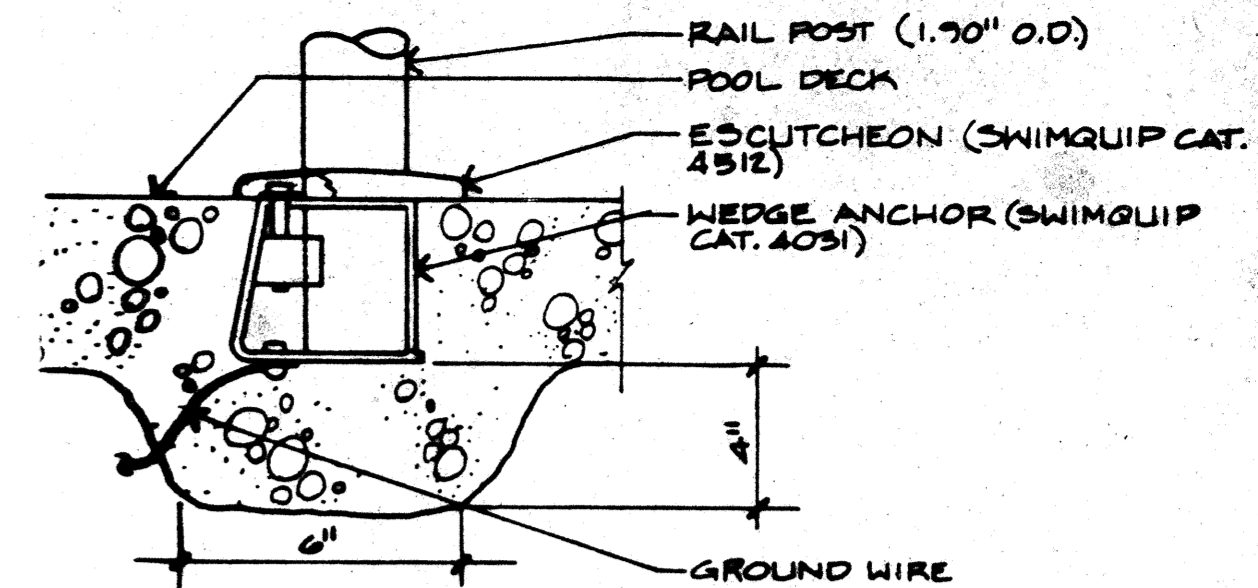 RAIL POST (1.90" O.D.)
POOL DECK
ESCUTCHEON (SWIMQUIP CAT.
4512)
WEDGE ANCHOR (SWIMQUIP
CAT. 4031)
4"
6"
GROUND WIRE